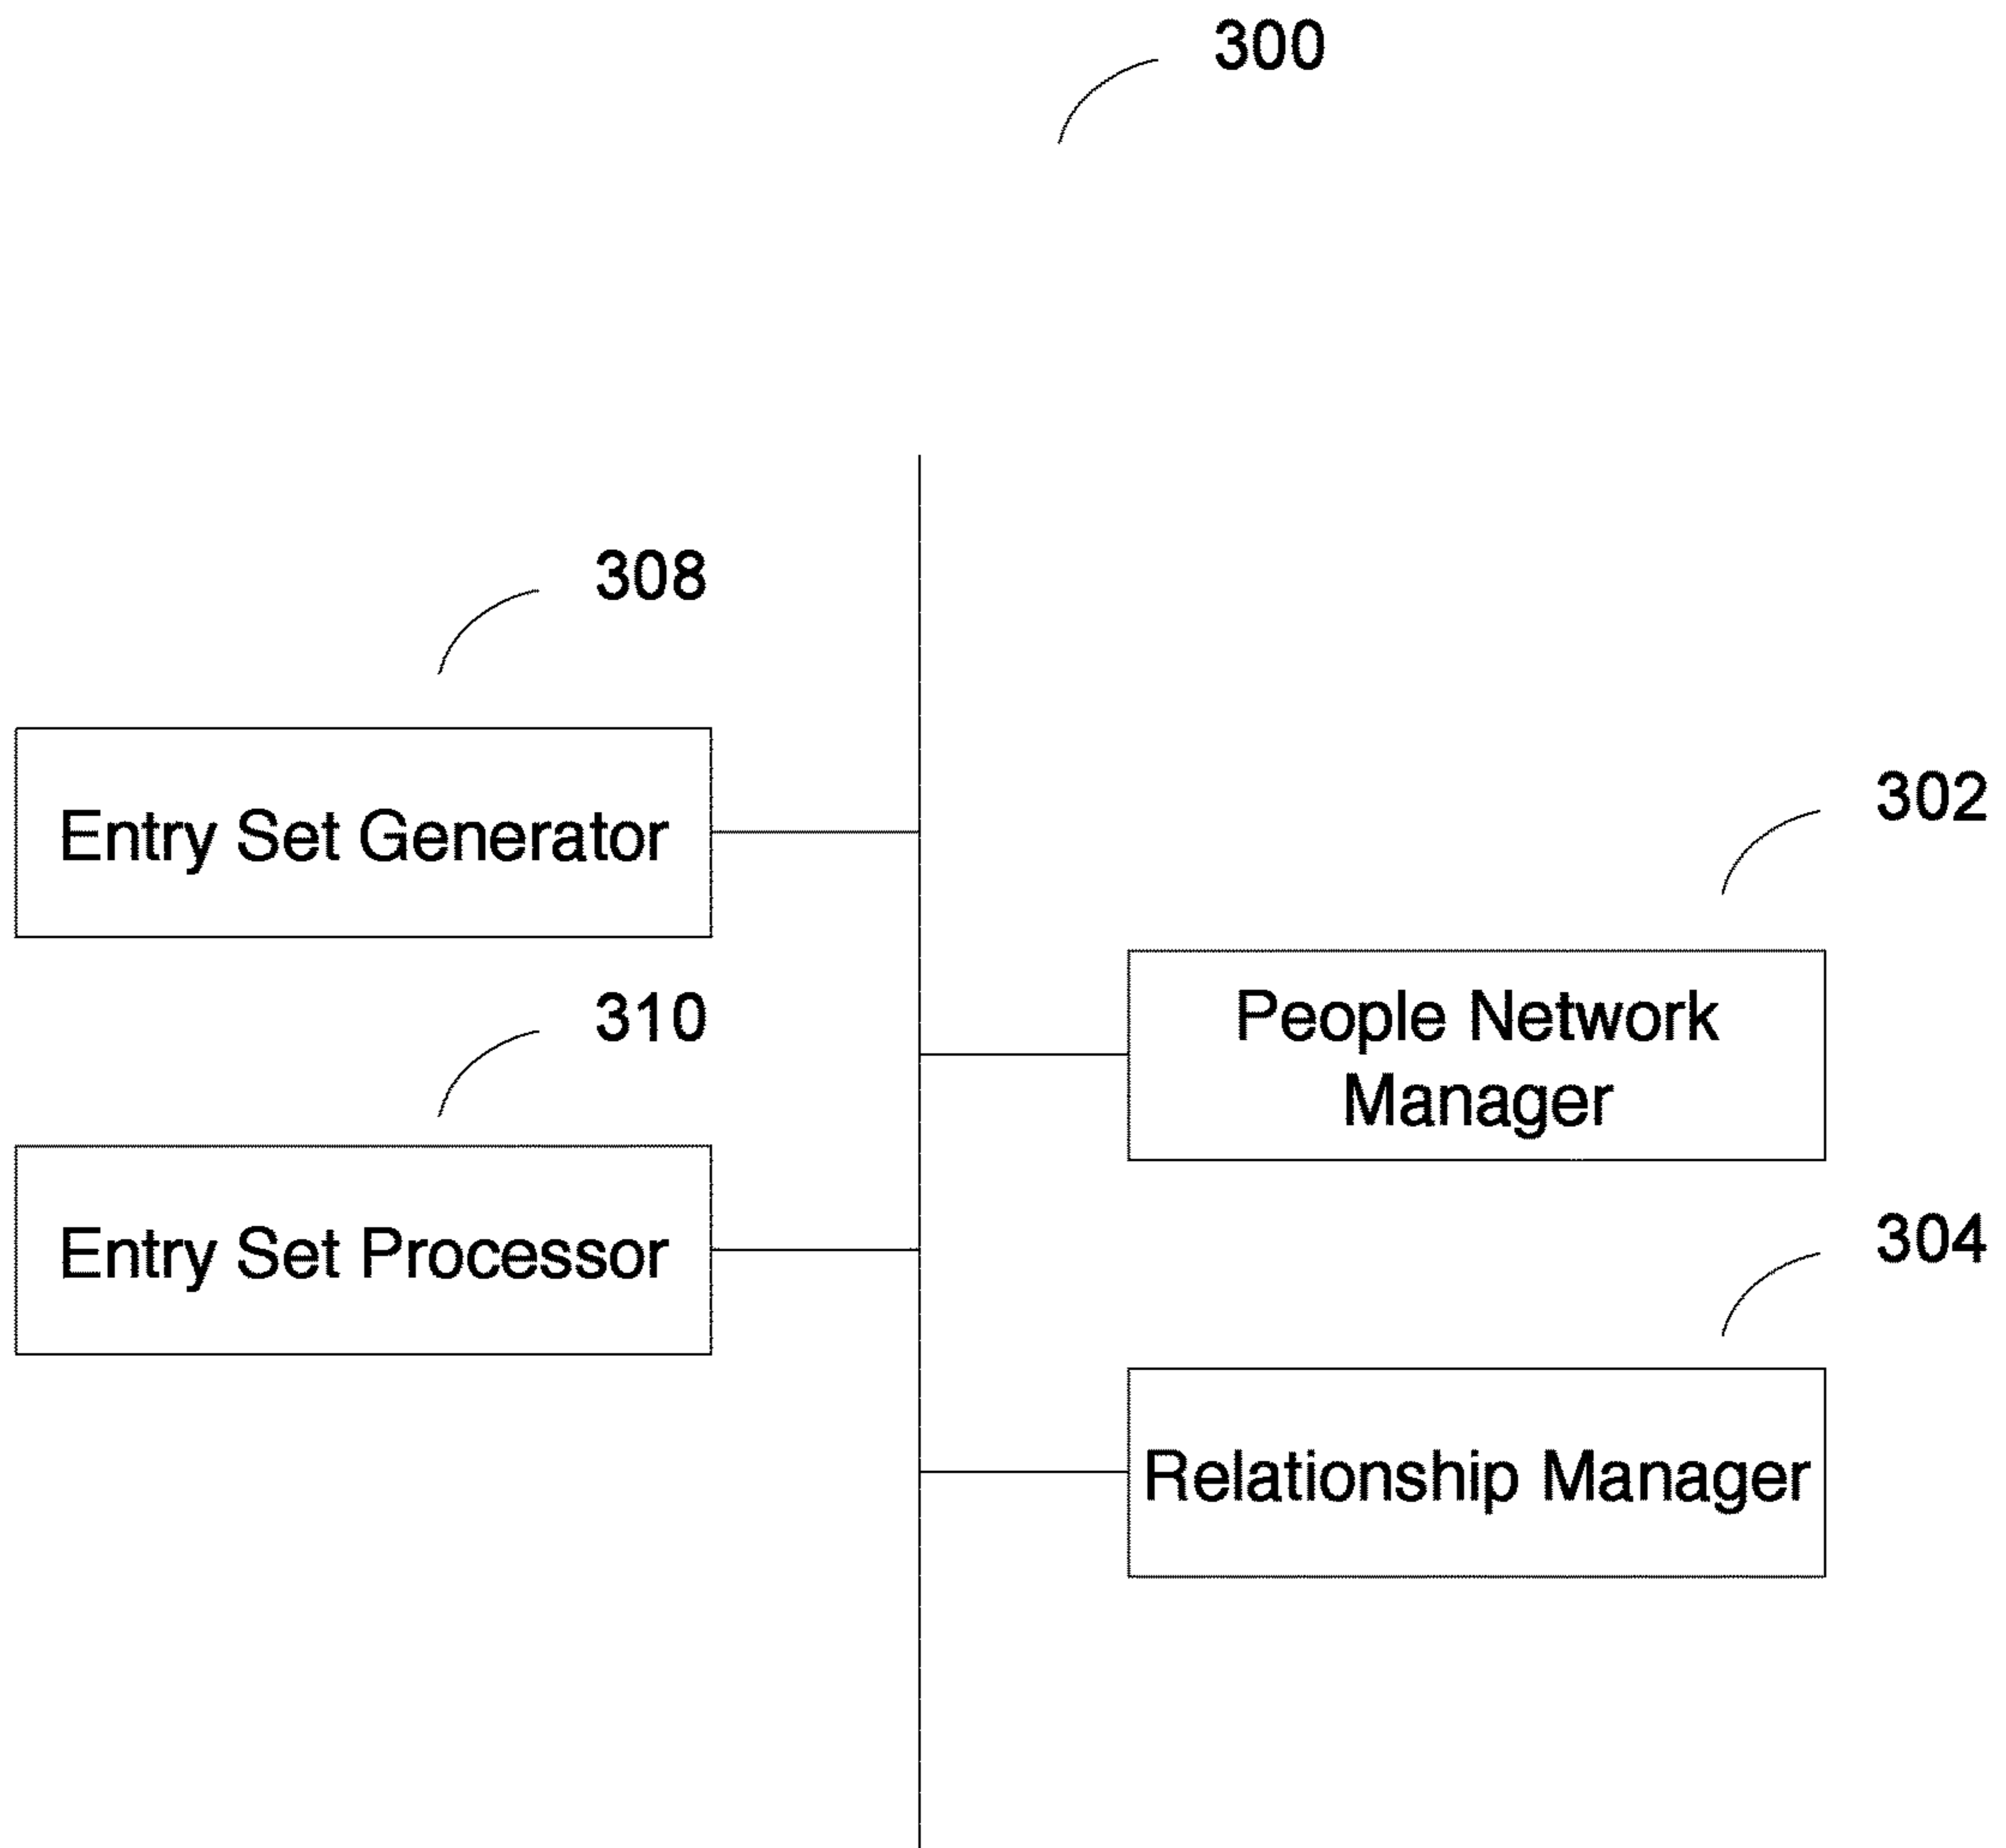 300
308
Entry Set Generator
302
People Network
Manager
310
Entry Set Processor
304
Relationship Manager